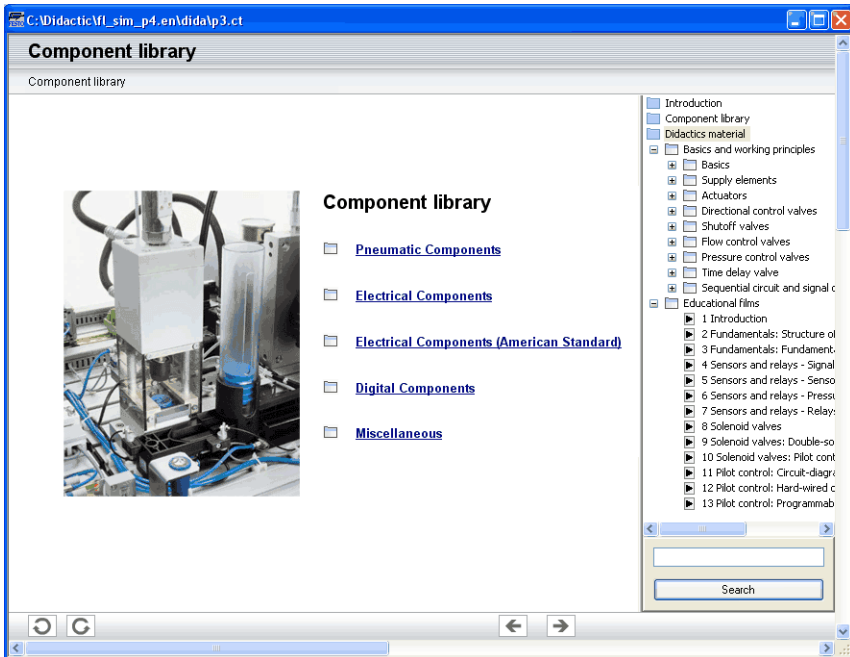 C:\Didactic\fl_sim_p4.en\dida\p3.ct
Component library
Component library
Component library
Pneumatic Components
Electrical Components
Electrical Components (American Standard)
Digital Components
Miscellaneous
Introduction
Component library
Didactics material
Basics and working principles
Basics
Supply elements
Actuators
Directional control valves
Shutoff valves
Flow control valves
Pressure control valves
Time delay valve
Sequential circuit and signal
Educational films
1 Introduction
2 Fundamentals: Structure of
3 Fundamentals: Fundamenta
4 Sensors and relays - Signal
5 Sensors and relays - Senso
6 Sensors and relays - Pressu
7 Sensors and relays - Relays
8 Solenoid valves
9 Solenoid valves: Double-so
10 Solenoid valves: Pilot cont
11 Pilot control: Circuit-diagra
12 Pilot control: Hard-wired c
13 Pilot control: Programmab
Search